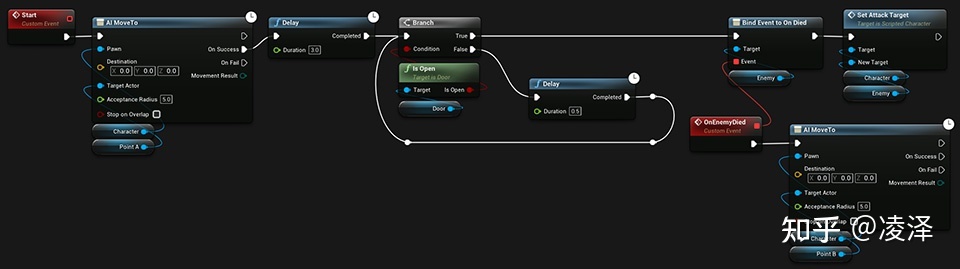 Start
Custom Event
AI MoveTo
Pawn
On Success
Destination
X 0.0 Y 0.0 Z 0.0
On Fail
Movement Result
Target Actor
Acceptance Radius 5.0
Stop on Overlap
Character
Point A
Delay
Completed
Duration 3.0
Branch
True
Condition
False
Is Open
Target is Door
Target
Is Open
Door
Delay
Completed
Duration 0.5
Bind Event to On Died
Target
Event
Enemy
Set Attack Target
Target is Scripted Character
Target
New Target
Character
Enemy
OnEnemyDied
Custom Event
AI MoveTo
Pawn
On Success
Destination
X 0.0 Y 0.0 Z 0.0
On Fail
Movement Result
Target Actor
Acceptance Radius 5.0
Character
Point B
知乎 @凌泽